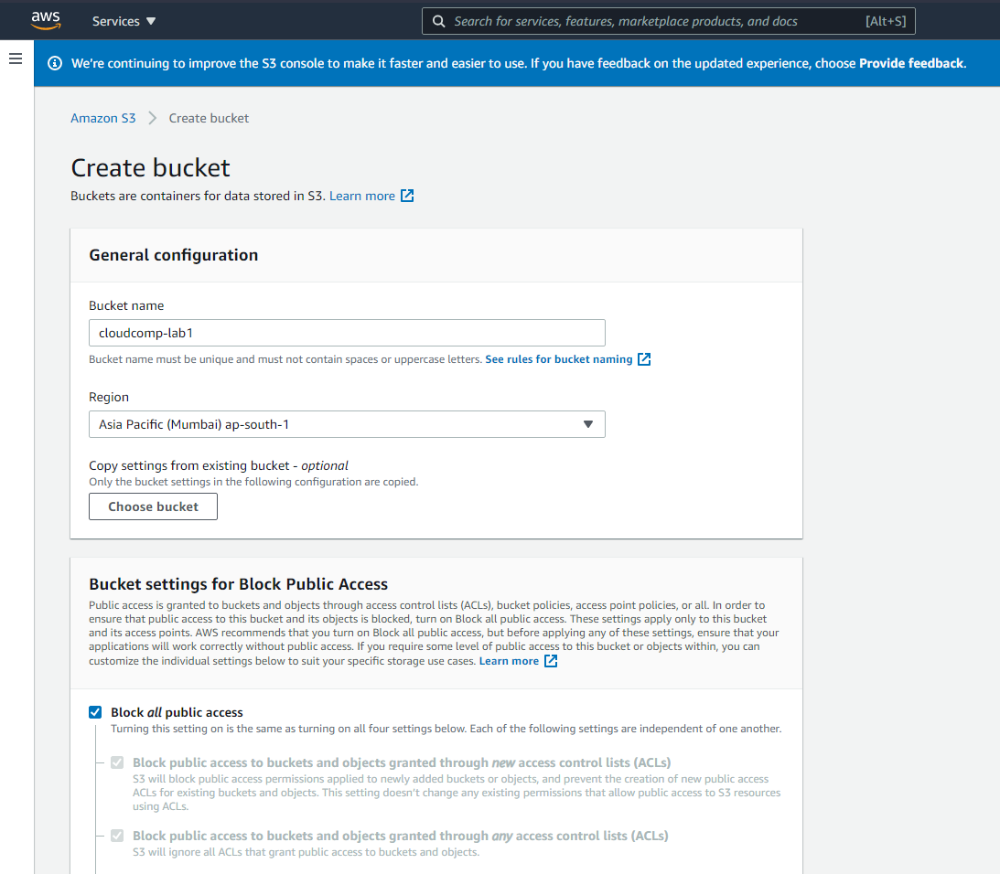 aws
Services
Search for services, features, marketplace products, and docs
[Alt+S]
We're continuing to improve the S3 console to make it faster and easier to use. If you have feedback on the updated experience, choose Provide feedback.
Amazon S3
Create bucket
Create bucket
Buckets are containers for data stored in S3. Learn more
General configuration
Bucket name
cloudcomp-lab1
Bucket name must be unique and must not contain spaces or uppercase letters. See rules for bucket naming
Region
Asia Pacific (Mumbai) ap-south-1
Copy settings from existing bucket - optional
Only the bucket settings in the following configuration are copied.
Choose bucket
Bucket settings for Block Public Access
Public access is granted to buckets and objects through access control lists (ACLs), bucket policies, access point policies, or all. In order to
ensure that public access to this bucket and its objects is blocked, turn on Block all public access. These settings apply only to this bucket
and its access points. AWS recommends that you turn on Block all public access, but before applying any of these settings, ensure that your
applications will work correctly without public access. If you require some level of public access to this bucket or objects within, you can
customize the individual settings below to suit your specific storage use cases. Learn more
Block all public access
Turning this setting on is the same as turning on all four settings below. Each of the following settings are independent of one another.
Block public access to buckets and objects granted through new access control lists (ACLs)
S3 will block public access permissions applied to newly added buckets or objects, and prevent the creation of new public access
ACLs for existing buckets and objects. This setting doesn't change any existing permissions that allow public access to S3 resources
using ACLs.
Block public access to buckets and objects granted through any access control lists (ACLs)
S3 will ignore all ACLs that grant public access to buckets and objects.